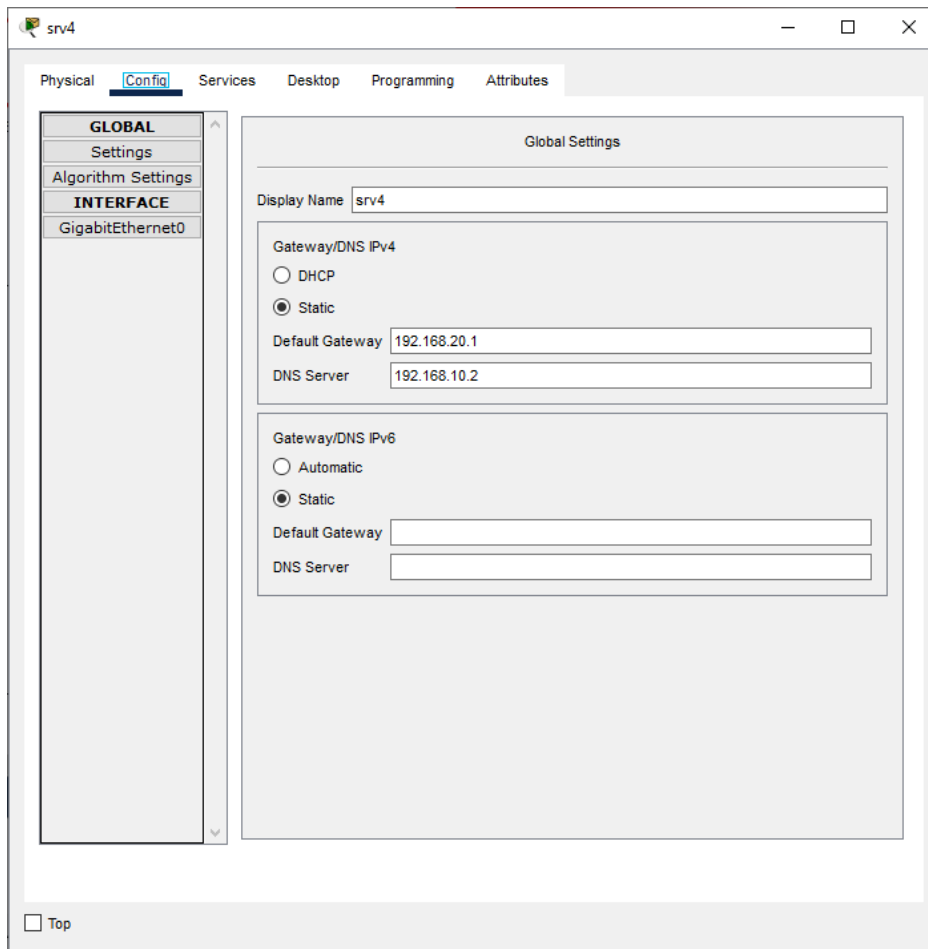 srv4
Physical Config Services Desktop Programming Attributes
GLOBAL
Settings
Algorithm Settings
INTERFACE
GigabitEthernet0
Global Settings
Display Name srv4
Gateway/DNS IPv4
DHCP
Static
Default Gateway 192.168.20.1
DNS Server 192.168.10.2
Gateway/DNS IPv6
Automatic
Static
Default Gateway
DNS Server
Top